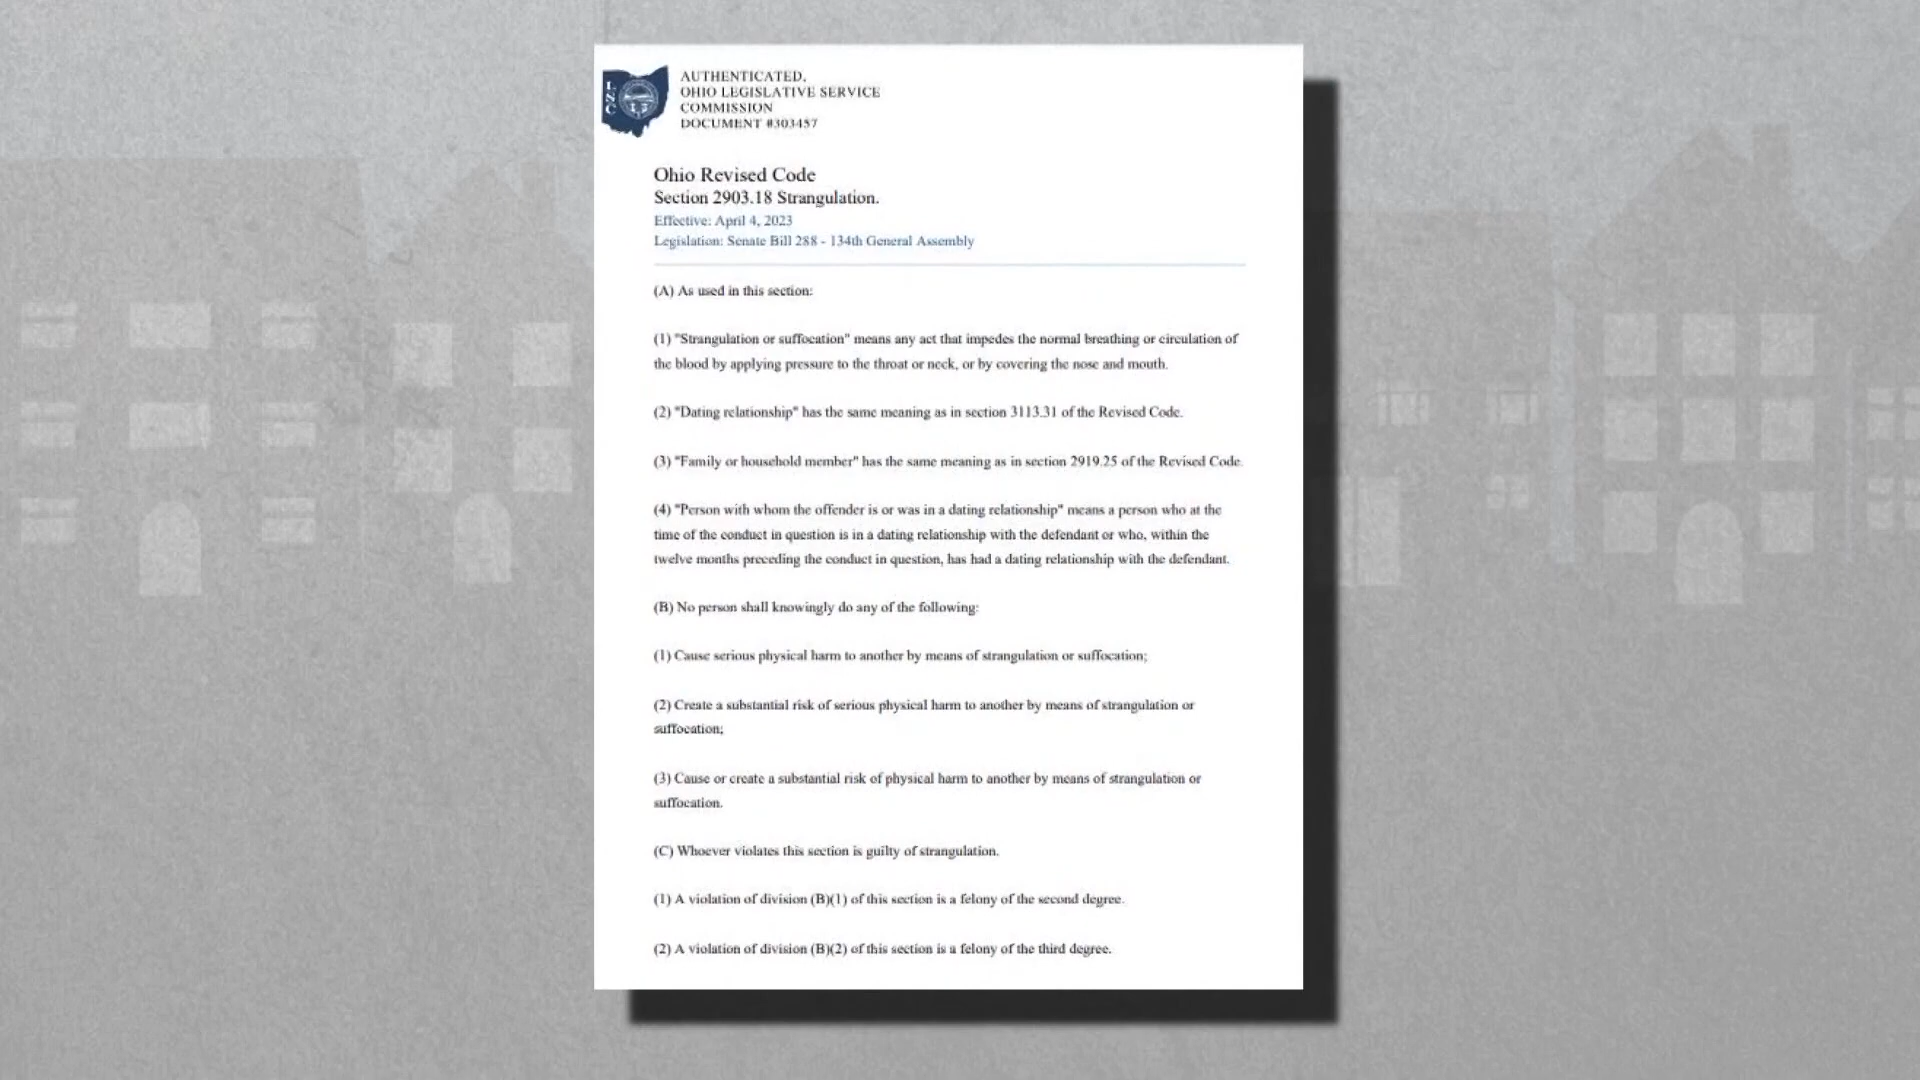 LSC
AUTHENTICATED,
OHIO LEGISLATIVE SERVICE
COMMISSION
DOCUMENT #303457
Ohio Revised Code
Section 2903.18 Strangulation.
Effective: April 4, 2023
Legislation: Senate Bill 288 - 134th General Assembly
(A) As used in this section:
(1) "Strangulation or suffocation" means any act that impedes the normal breathing or circulation of
the blood by applying pressure to the throat or neck, or by covering the nose and mouth.
(2) "Dating relationship" has the same meaning as in section 3113.31 of the Revised Code.
(3) "Family or household member" has the same meaning as in section 2919.25 of the Revised Code.
(4) "Person with whom the offender is or was in a dating relationship" means a person who at the
time of the conduct in question is in a dating relationship with the defendant or who, within the
twelve months preceding the conduct in question, has had a dating relationship with the defendant.
(B) No person shall knowingly do any of the following:
(1) Cause serious physical harm to another by means of strangulation or suffocation;
(2) Create a substantial risk of serious physical harm to another by means of strangulation or
suffocation;
(3) Cause or create a substantial risk of physical harm to another by means of strangulation or
suffocation.
(C) Whoever violates this section is guilty of strangulation.
(1) A violation of division (B)(1) of this section is a felony of the second degree.
(2) A violation of division (B)(2) of this section is a felony of the third degree.